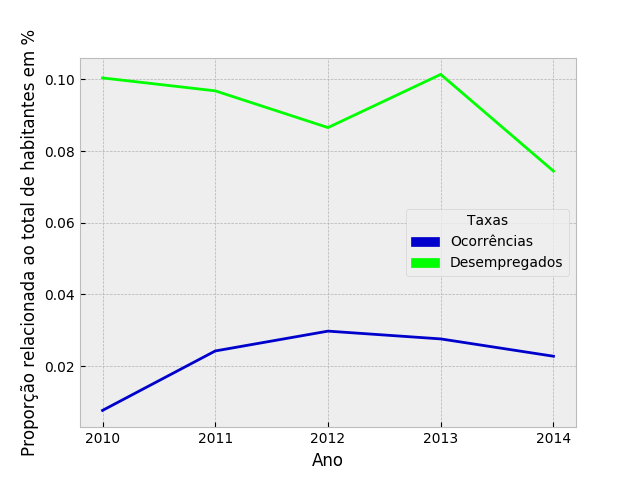 Proporção relacionada ao total de habitantes em %
0.10
0.08
0.06
0.04
0.02
Taxas
Ocorrências
Desempregados
2010 2011 2012 2013 2014
Ano